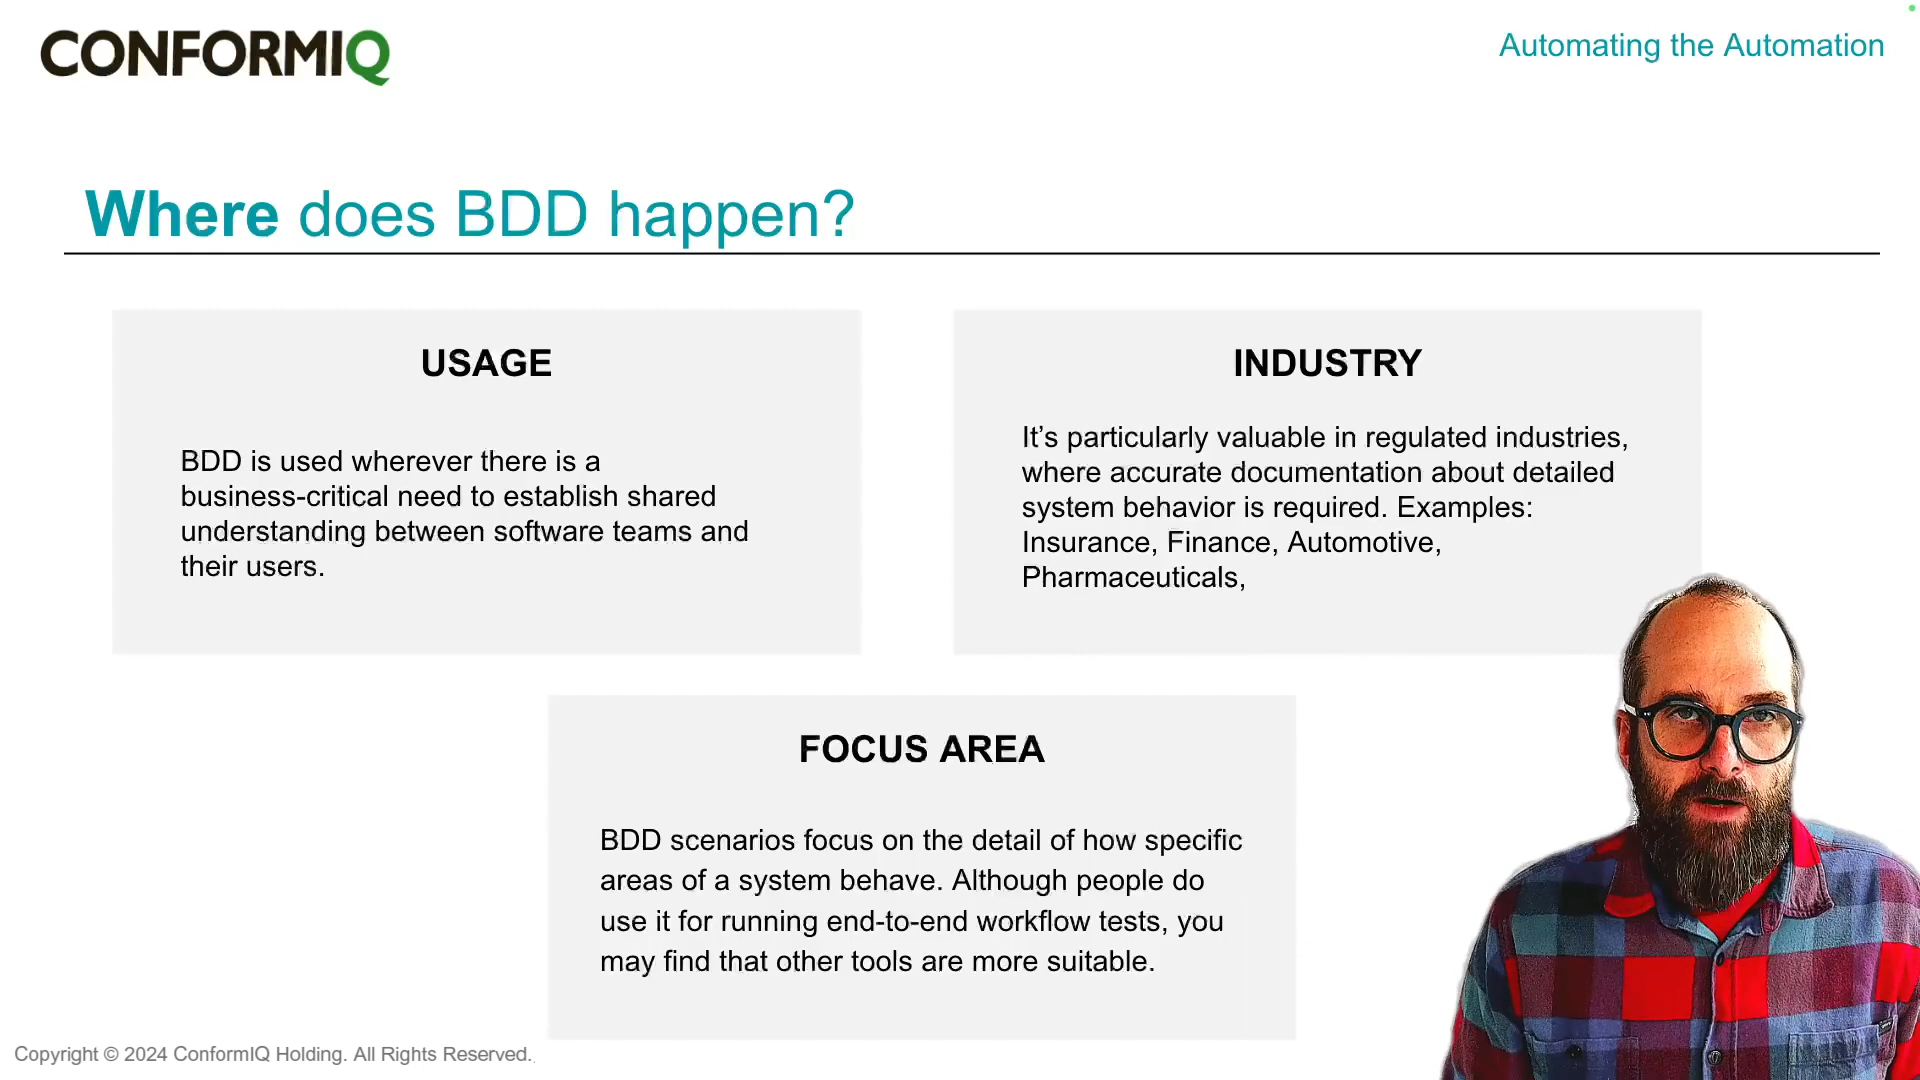 CONFORMIQ
Automating the Automation
Where does BDD happen?
USAGE
BDD is used wherever there is a
business-critical need to establish shared
understanding between software teams and
their users.
INDUSTRY
It’s particularly valuable in regulated industries,
where accurate documentation about detailed
system behavior is required. Examples:
Insurance, Finance, Automotive,
Pharmaceuticals,
FOCUS AREA
BDD scenarios focus on the detail of how specific
areas of a system behave. Although people do
use it for running end-to-end workflow tests, you
may find that other tools are more suitable.
Copyright © 2024 ConformIQ Holding. All Rights Reserved.